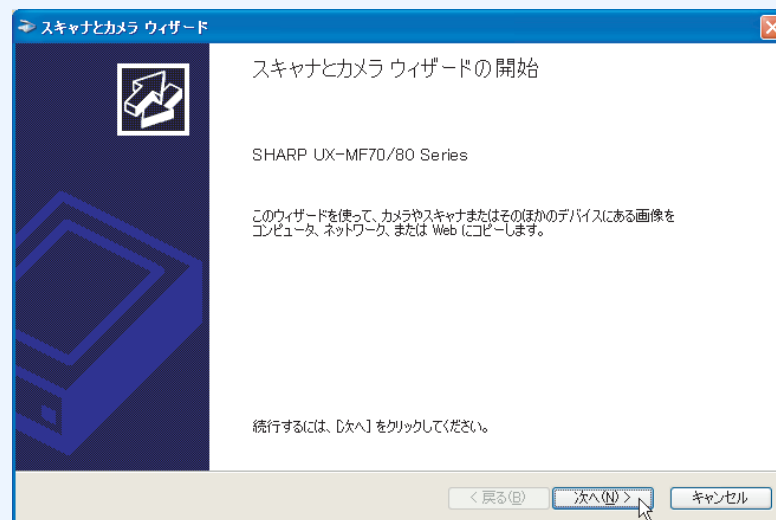 スキャナとカメラ ウィザード
スキャナとカメラ ウィザードの開始
SHARP UX-MF70/80 Series
このウィザードを使って、カメラやスキャナまたはそのほかのデバイスにある画像を
コンピュータ、ネットワーク、または Web にコピーします。
続行するには、[次へ] をクリックしてください。
< 戻る(B) 次へ(N) > キャンセル